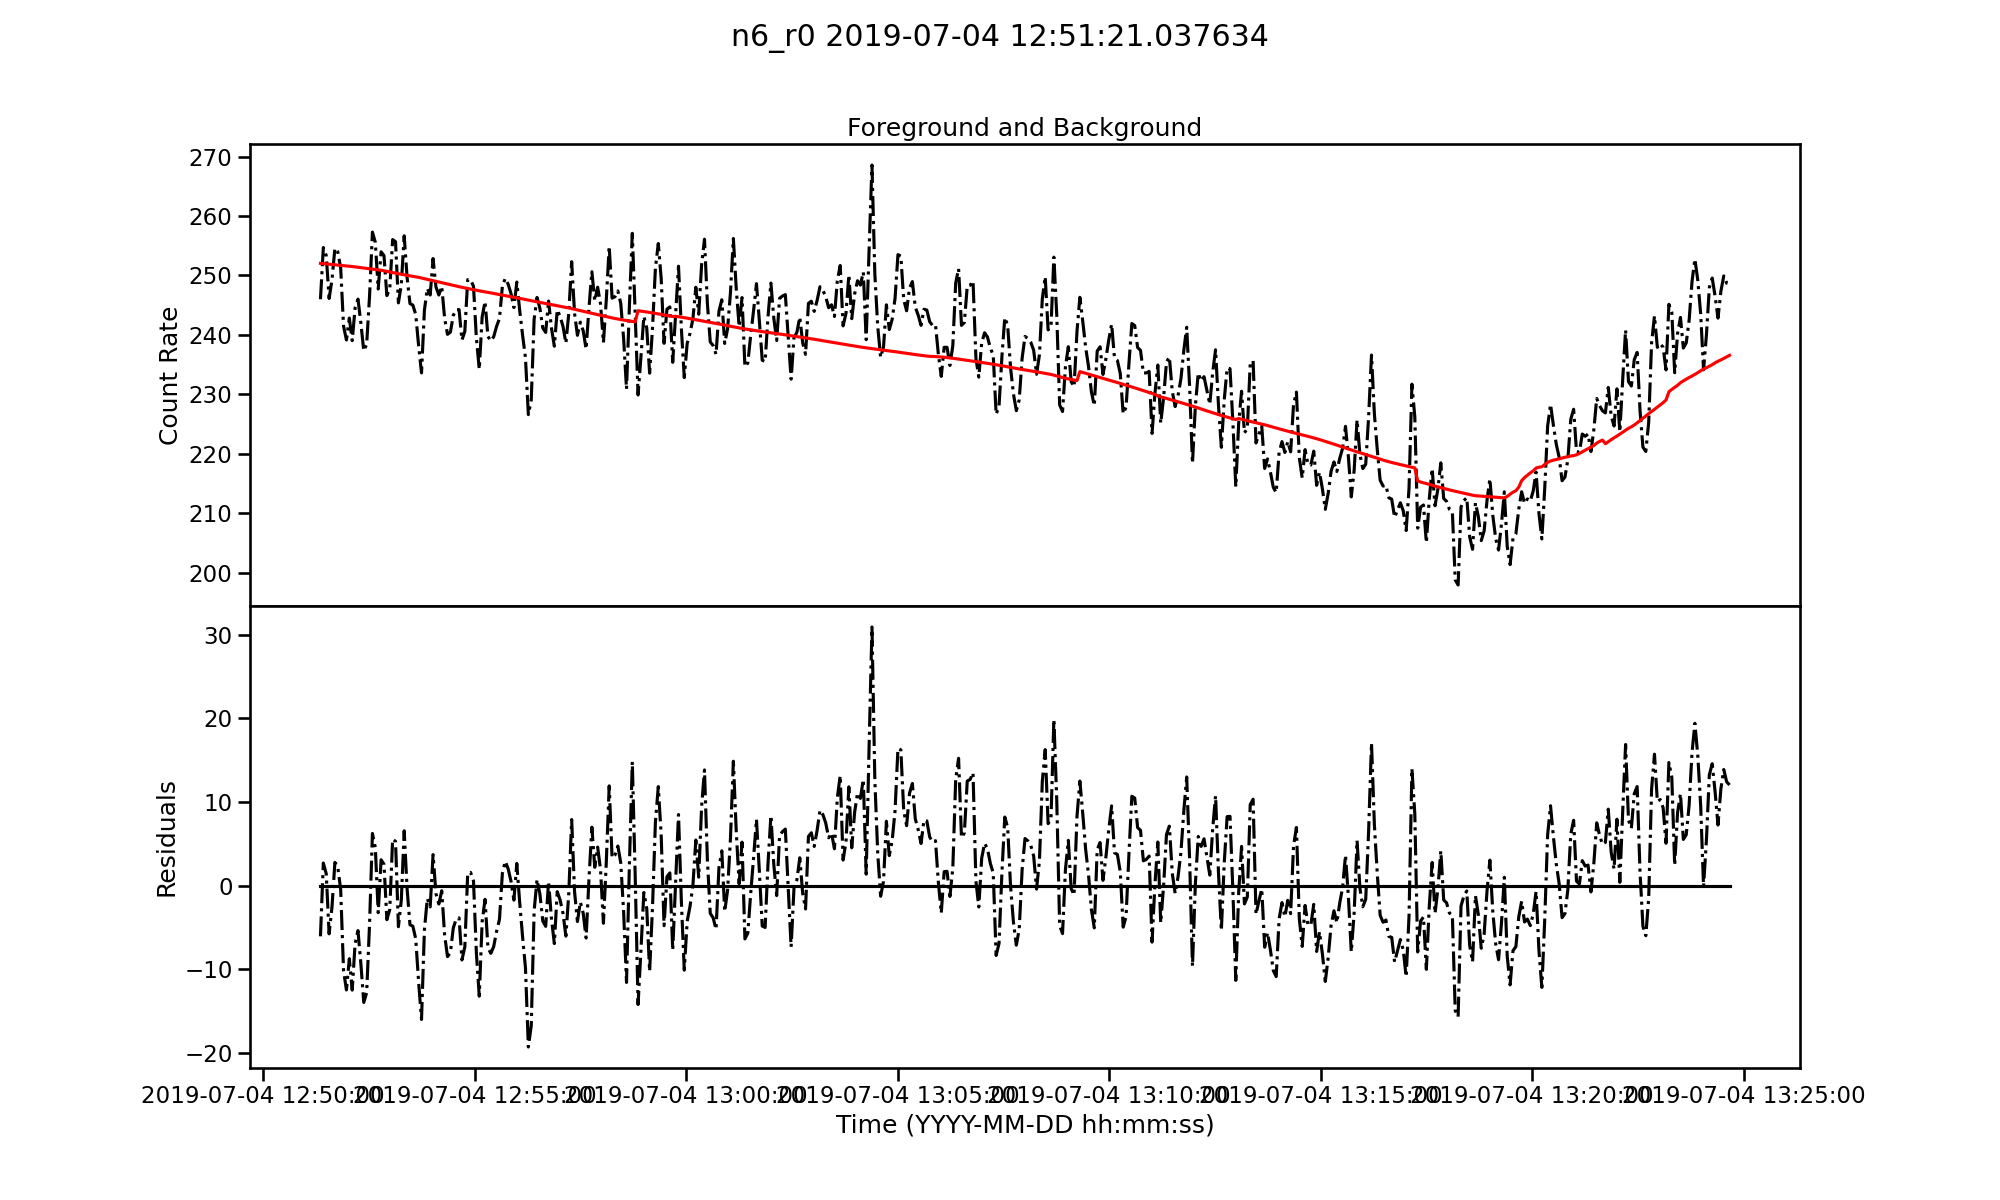 n6_r0 2019-07-04 12:51:21.037634
Foreground and Background
270
260
250
240
230
220
210
200
Count Rate
30
20
10
0
−10
−20
Residuals
2019-07-04 12:50:00 2019-07-04 12:55:00 2019-07-04 13:00:00 2019-07-04 13:05:00 2019-07-04 13:10:00 2019-07-04 13:15:00 2019-07-04 13:20:00 2019-07-04 13:25:00
Time (YYYY-MM-DD hh:mm:ss)